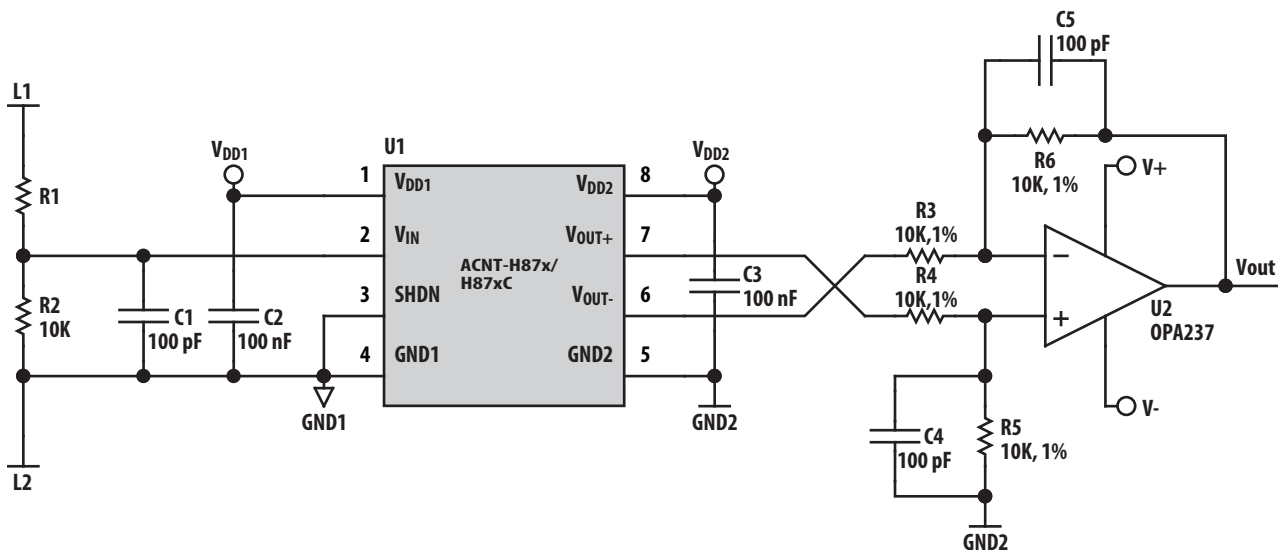 C5
100 pF
L1
R1
R2
10K
L2
C1
100 pF
VDD1
C2
100 nF
GND1
U1
1
VDD1
2
VIN
3
SHDN
4
GND1
ACNT-H87x/
H87xC
VDD2
8
VOUT+
7
VOUT-
6
GND2
5
VDD2
C3
100 nF
GND2
R3
10K,1%
R4
10K,1%
R6
10K, 1%
V+
−
+
U2
OPA237
Vout
V-
C4
100 pF
R5
10K, 1%
GND2